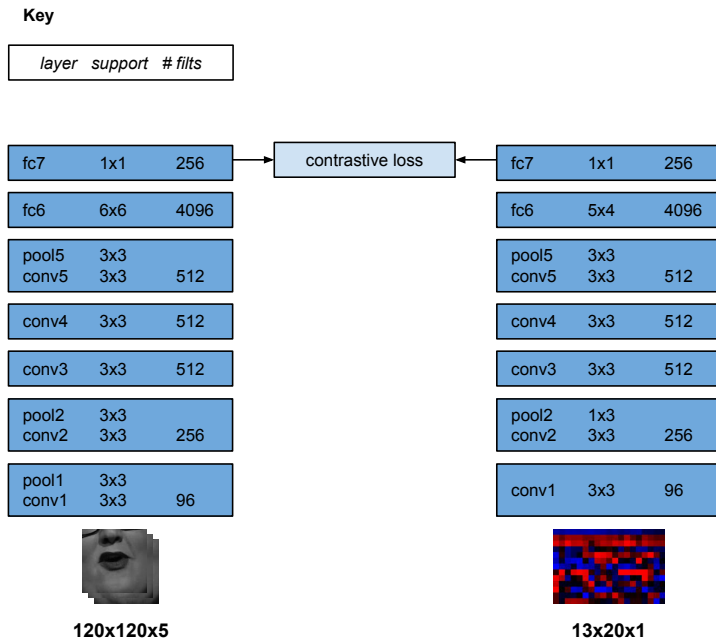 Key
layer support # filts
fc7 1x1 256
contrastive loss
fc7 1x1 256
fc6 6x6 4096
fc6 5x4 4096
pool5 3x3
conv5 3x3 512
pool5 3x3
conv5 3x3 512
conv4 3x3 512
conv4 3x3 512
conv3 3x3 512
conv3 3x3 512
pool2 3x3
conv2 3x3 256
pool2 1x3
conv2 3x3 256
pool1 3x3
conv1 3x3 96
conv1 3x3 96
120x120x5
13x20x1